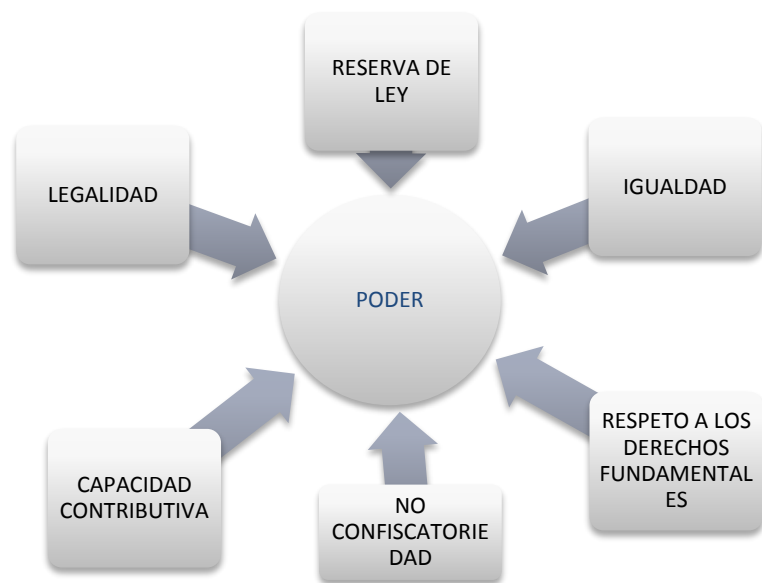 RESERVA DE
LEY
LEGALIDAD
IGUALDAD
PODER
CAPACIDAD
CONTRIBUTIVA
NO
CONFISCATORIE
DAD
RESPETO A LOS
DERECHOS
FUNDAMENTAL
ES